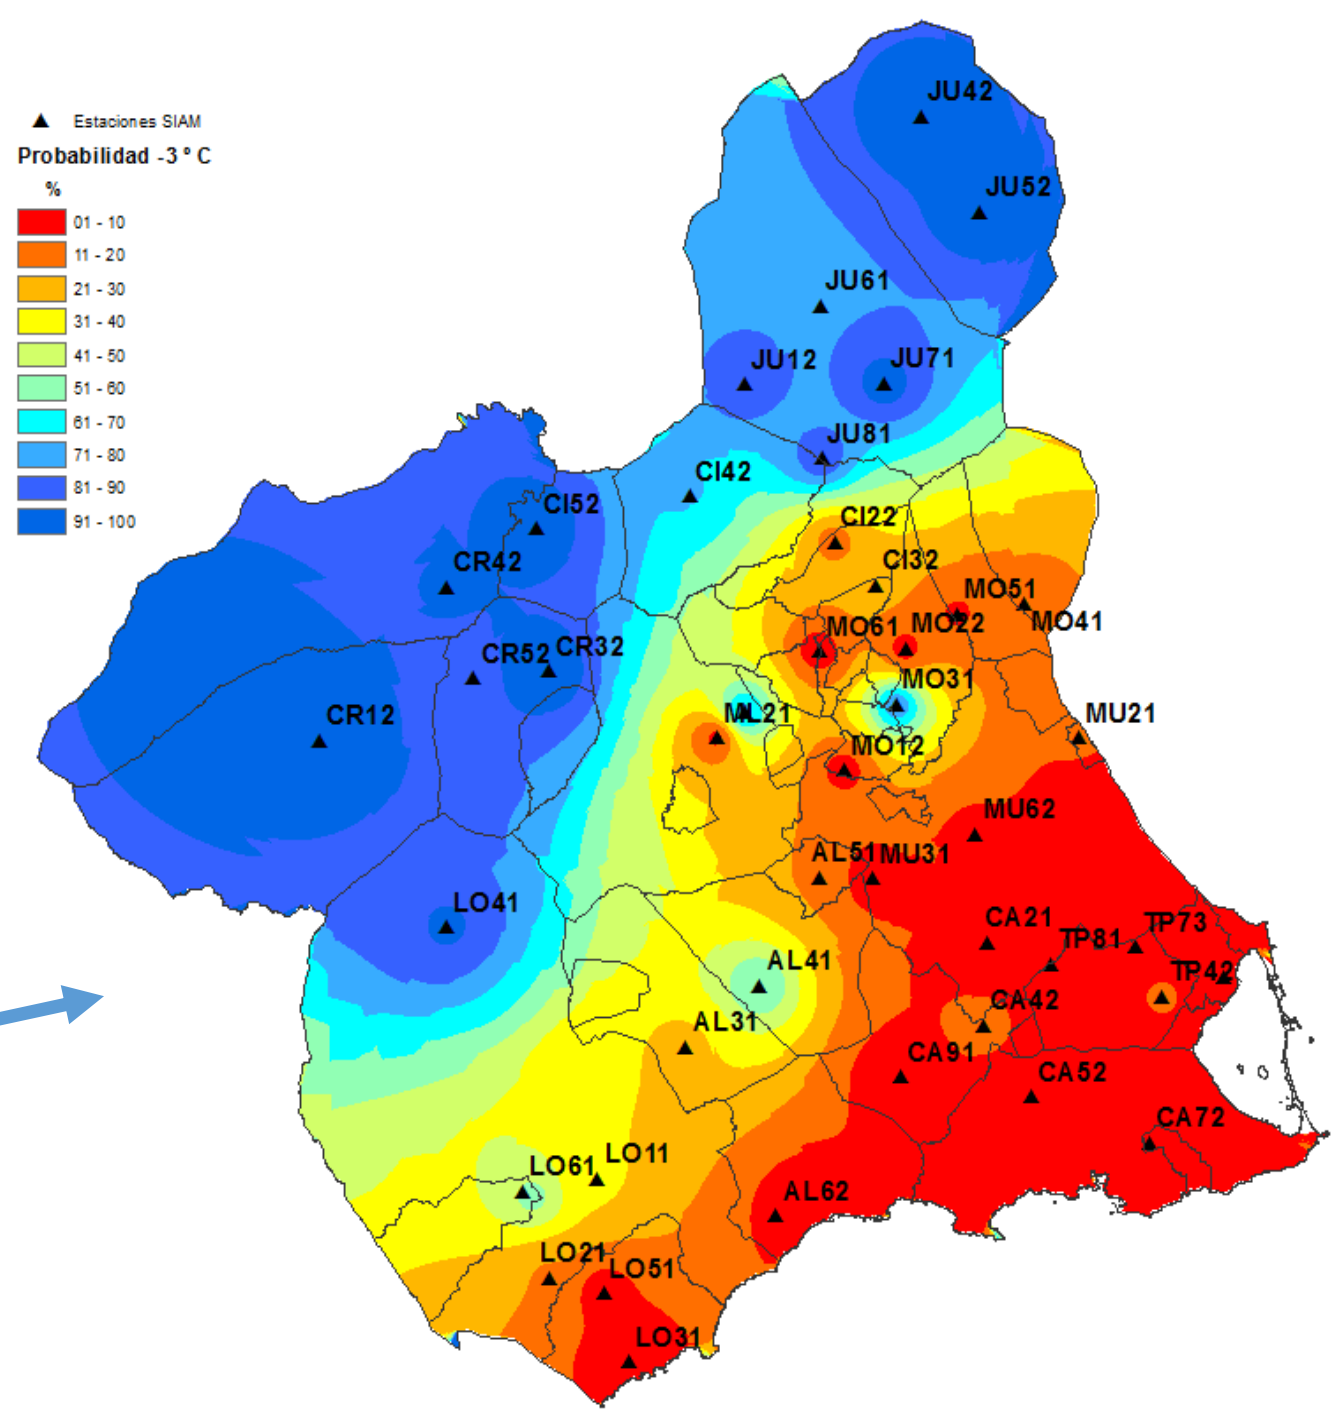 JU42
Estaciones SIAM
Probabilidad -3 º C
%
JU52
01 - 10
11 - 20
21 - 30
31 - 40
41 - 50
51 - 60
61 - 70
71 - 80
81 - 90
91 - 100
JU61
JU12
JU71
JU81
CI42
CI52
CI22
CR42
CI32
MO51
MO61
MO22
MO41
CR52
CR32
MO31
CR12
ML21
MU21
MO12
MU62
AL51
MU31
LO41
CA21
TP81
TP73
AL41
TP42
CA42
AL31
CA91
CA52
CA72
LO61
LO11
AL62
LO21
LO51
LO31